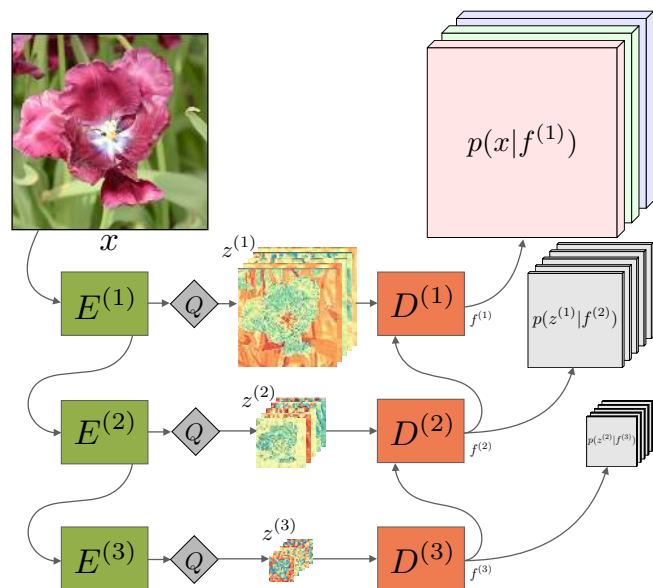 p(x|f^{(1)})
x
z^{(1)}
E^{(1)}
Q
D^{(1)}
f^{(1)}
p(z^{(1)}|f^{(2)})
z^{(2)}
E^{(2)}
Q
D^{(2)}
f^{(2)}
p(z^{(2)}|f^{(3)})
z^{(3)}
E^{(3)}
Q
D^{(3)}
f^{(3)}